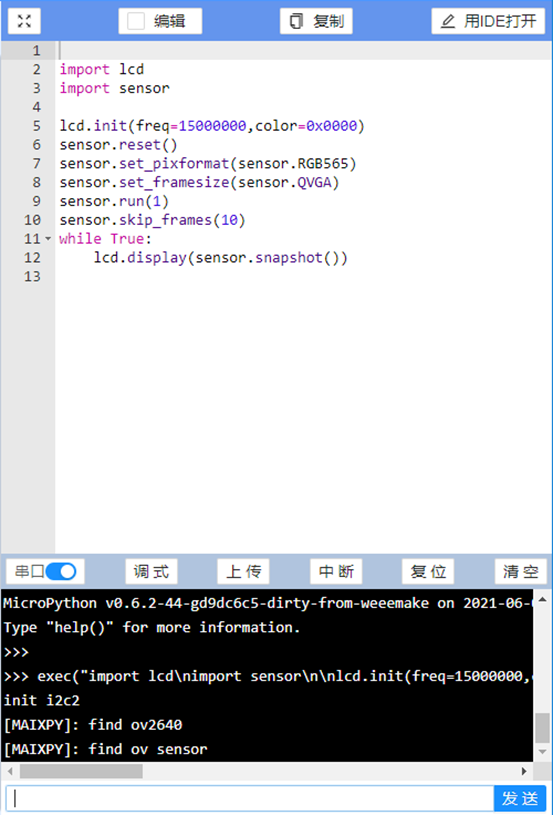 编辑 复制 用IDE打开
1
2 import lcd
3 import sensor
4
5 lcd.init(freq=15000000,color=0x0000)
6 sensor.reset()
7 sensor.set_pixformat(sensor.RGB565)
8 sensor.set_framesize(sensor.QVGA)
9 sensor.run(1)
10 sensor.skip_frames(10)
11 while True:
12     lcd.display(sensor.snapshot())
13
串口 调式 上传 中断 复位 清空
MicroPython v0.6.2-44-gd9dc6c5-dirty-from-weeemake on 2021-06-
Type "help()" for more information.
>>>
>>> exec("import lcd\nimport sensor\n\nlcd.init(freq=15000000,
init i2c2
[MAIXPY]: find ov2640
[MAIXPY]: find ov sensor
发送